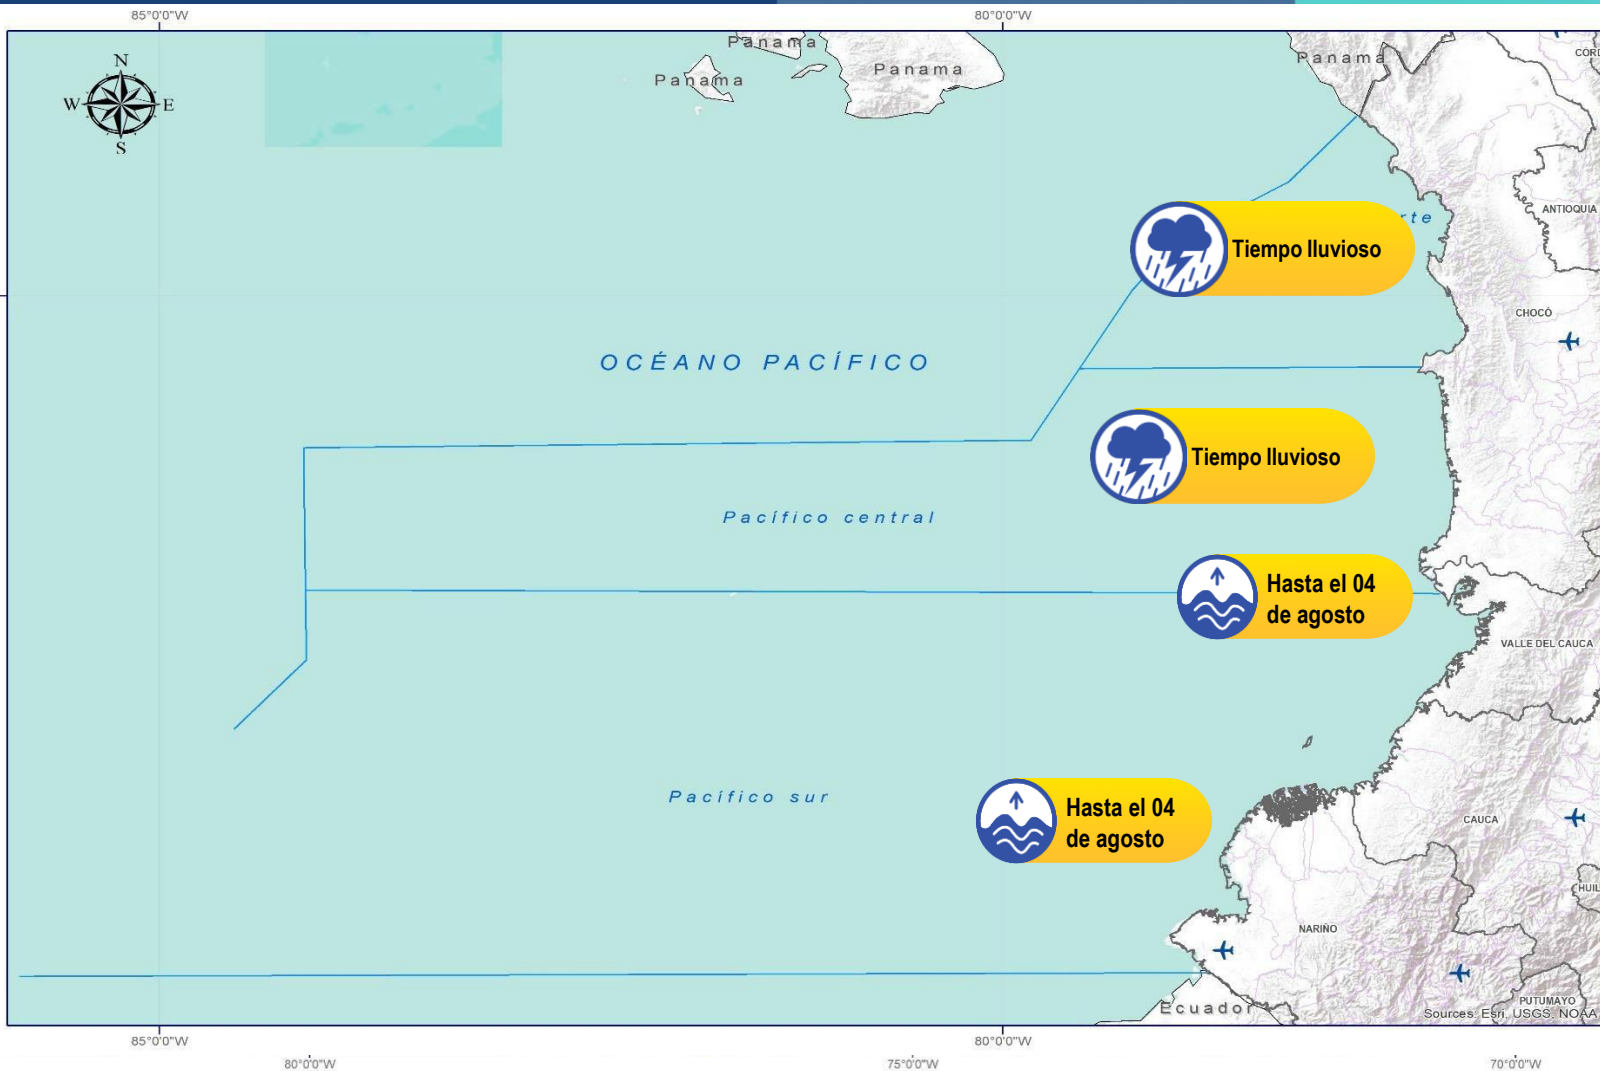 85°0'0"W 80°0'0"W
Panama
Panama
Panama
Panama
N
W E
S
ANTIOQUIA
rte
Tiempo lluvioso
CHOCÓ
OCÉANO PACÍFICO
Tiempo lluvioso
Pacífico central
Hasta el 04
de agosto
VALLE DEL CAUCA
Pacífico sur
Hasta el 04
de agosto
CAUCA
HUIL
NARIÑO
PUTUMAYO
Ecuador
Sources: Esri, USGS, NOAA
85°0'0"W 80°0'0"W
80°0'0"W 75°0'0"W 70°0'0"W